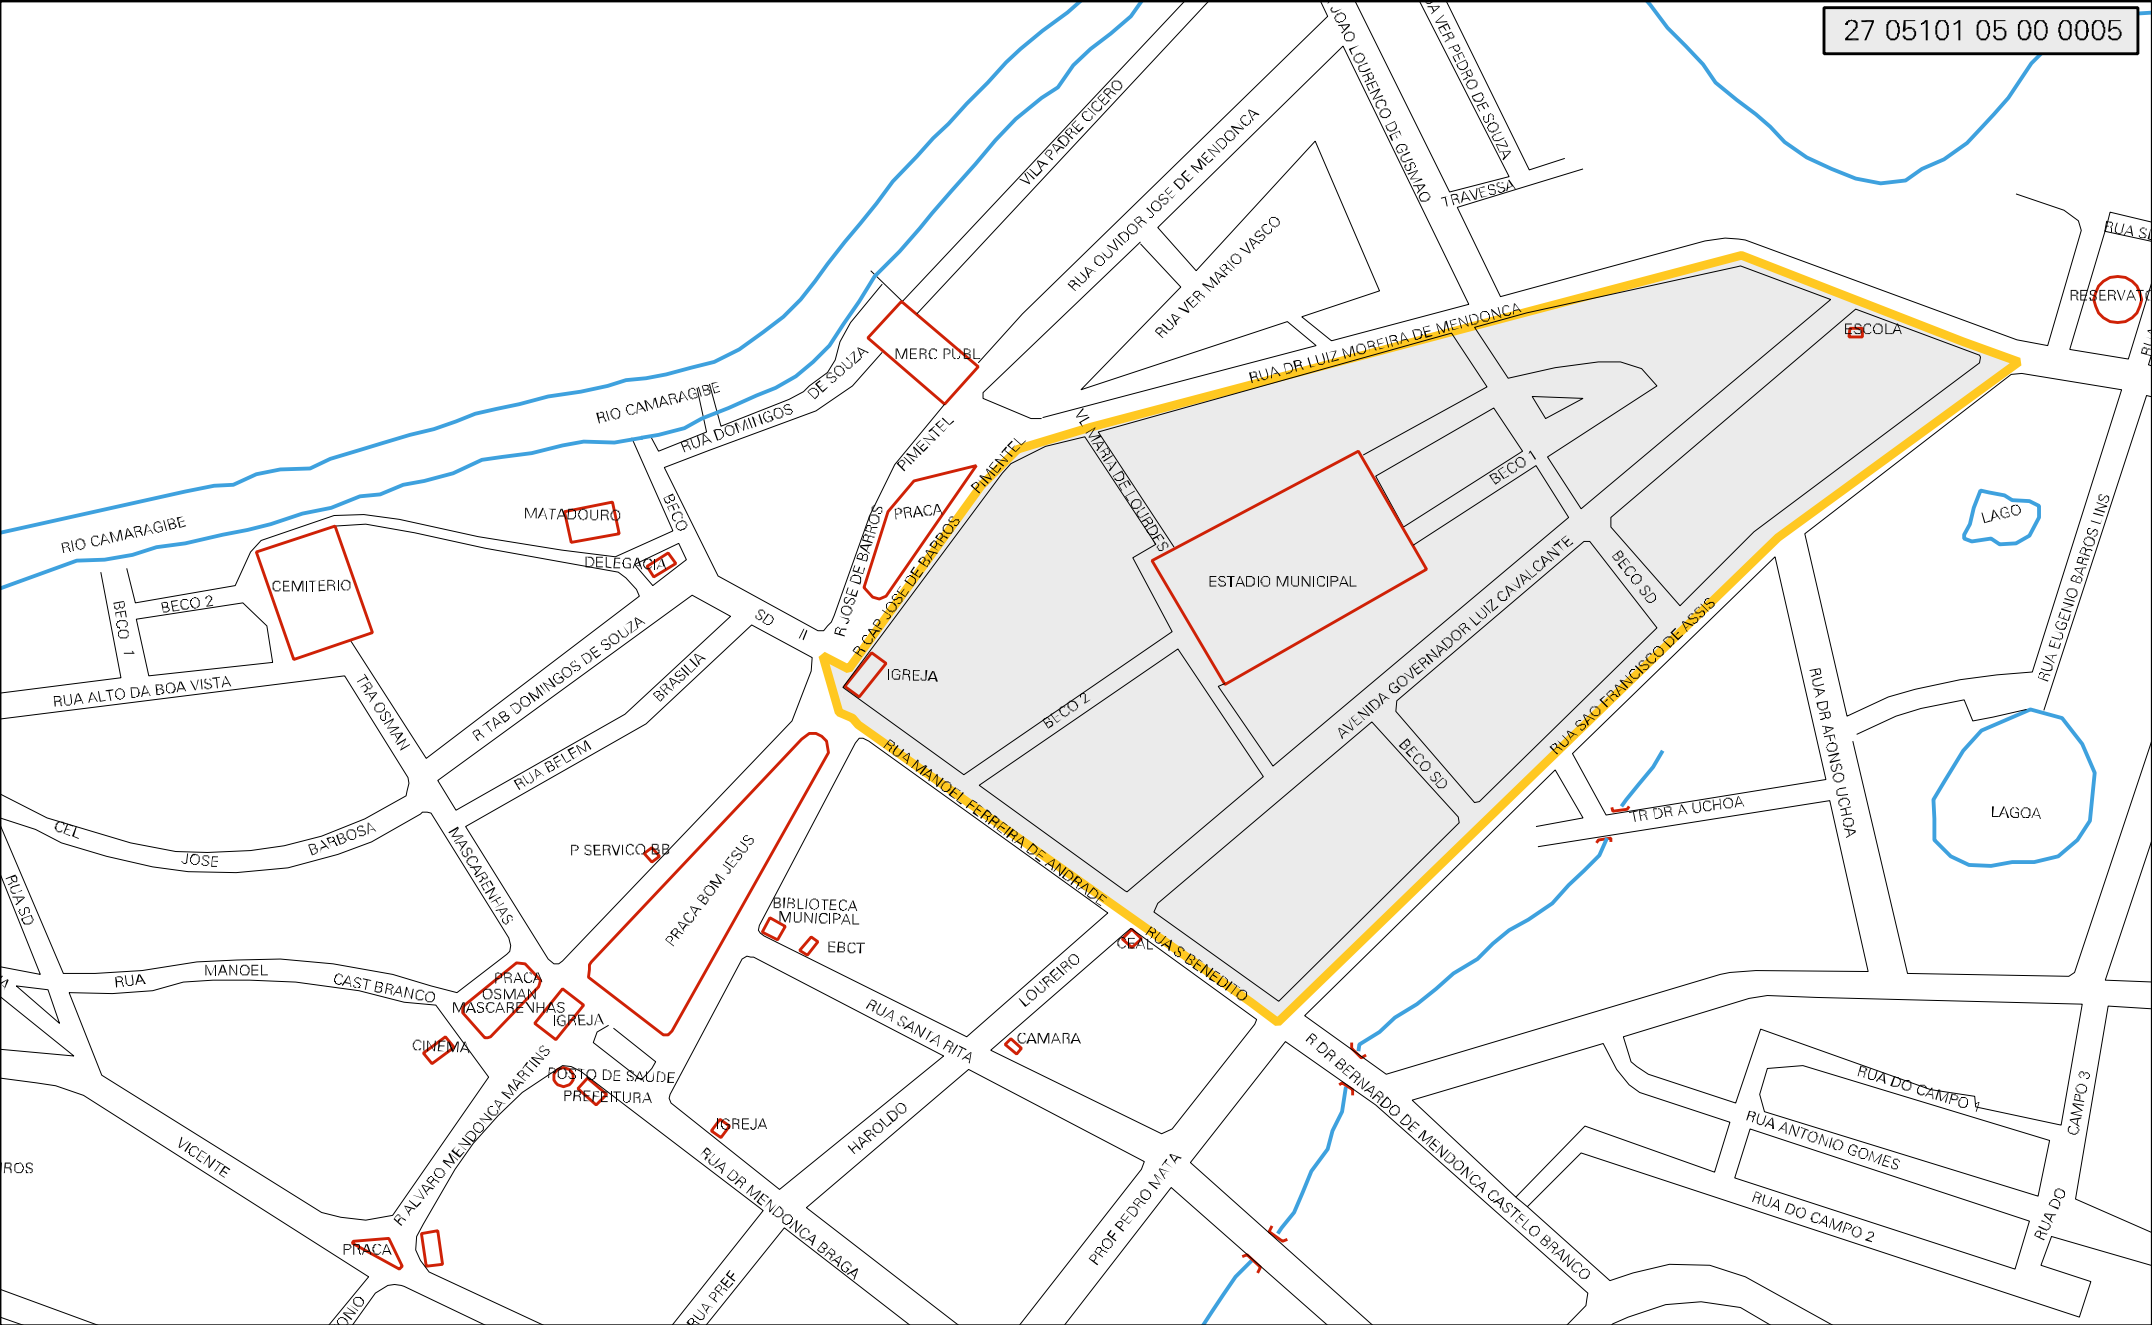 27 05101 05 00 0005
JOAO LOURENCO DE GUSMAO
VER PEDRO DE SOUZA
VILA PADRE CICERO
RUA OUVIDOR JOSE DE MENDONCA
TRAVESSA
RUA VER MARIO VASCO
RESERVATO
RUA DR LUIZ MOREIRA DE MENDONCA
ESCOLA
MERC PUBL
RUA DOMINGOS DE SOUZA
RIO CAMARAGIBE
RIO CAMARAGIBE
PIMENTEL
PIMENTEL
VL MARIA DE LOURDES
BECO 1
BECO
MATADOURO
PRACA
R JOSE DE BARROS
R CAP JOSE DE BARROS
DELEGACIA
CEMITERIO
BECO 2
BECO 1
ESTADIO MUNICIPAL
LAGO
BECO SD
AVENIDA GOVERNADOR LUIZ CAVALCANTE
RUA SAO FRANCISCO DE ASSIS
RUA EUGENIO BARROS LINS
SD II
IGREJA
RUA ALTO DA BOA VISTA
TRA OSMAN
R TAB DOMINGOS DE SOUZA
BRASILIA
RUA BELEM
BECO 2
BECO SD
RUA DR AFONSO UCHOA
TR DR A UCHOA
LAGOA
RUA MANOEL FERREIRA DE ANDRADE
CEL JOSE BARBOSA
MASCARENHAS
P SERVICO BB
PRACA BOM JESUS
RUA SD
BIBLIOTECA
MUNICIPAL
EBCT
CEAL
RUA S BENEDITO
RUA MANOEL CAST BRANCO
PRACA
OSMAN
MASCARENHAS
IGREJA
CINEMA
LOUREIRO
RUA SANTA RITA
CAMARA
R DR BERNARDO DE MENDONCA CASTELO BRANCO
POSTO DE SAUDE
PREFEITURA
R ALVARO MENDONCA MARTINS
IGREJA
HAROLDO
RUA DO CAMPO 1
RUA ANTONIO GOMES
CAMPO 3
RUA DO
RUA DO CAMPO 2
VICENTE
ROS
RUA DR MENDONCA BRAGA
PROF PEDRO MATA
PRACA
RUA PREF
ONIO